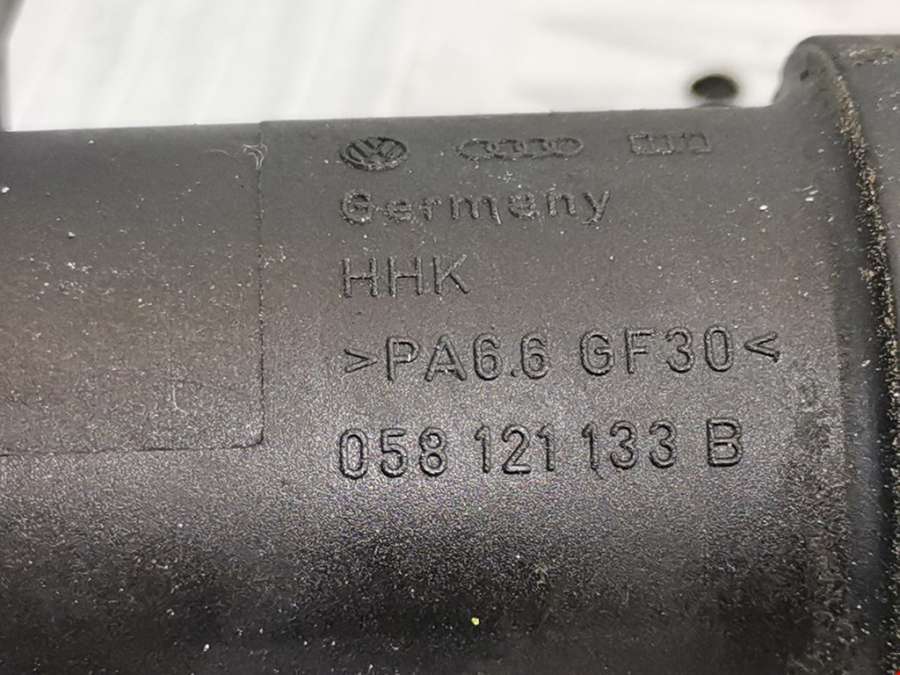 Germany
HHK
>PA6.6 GF30<
058 121 133 B